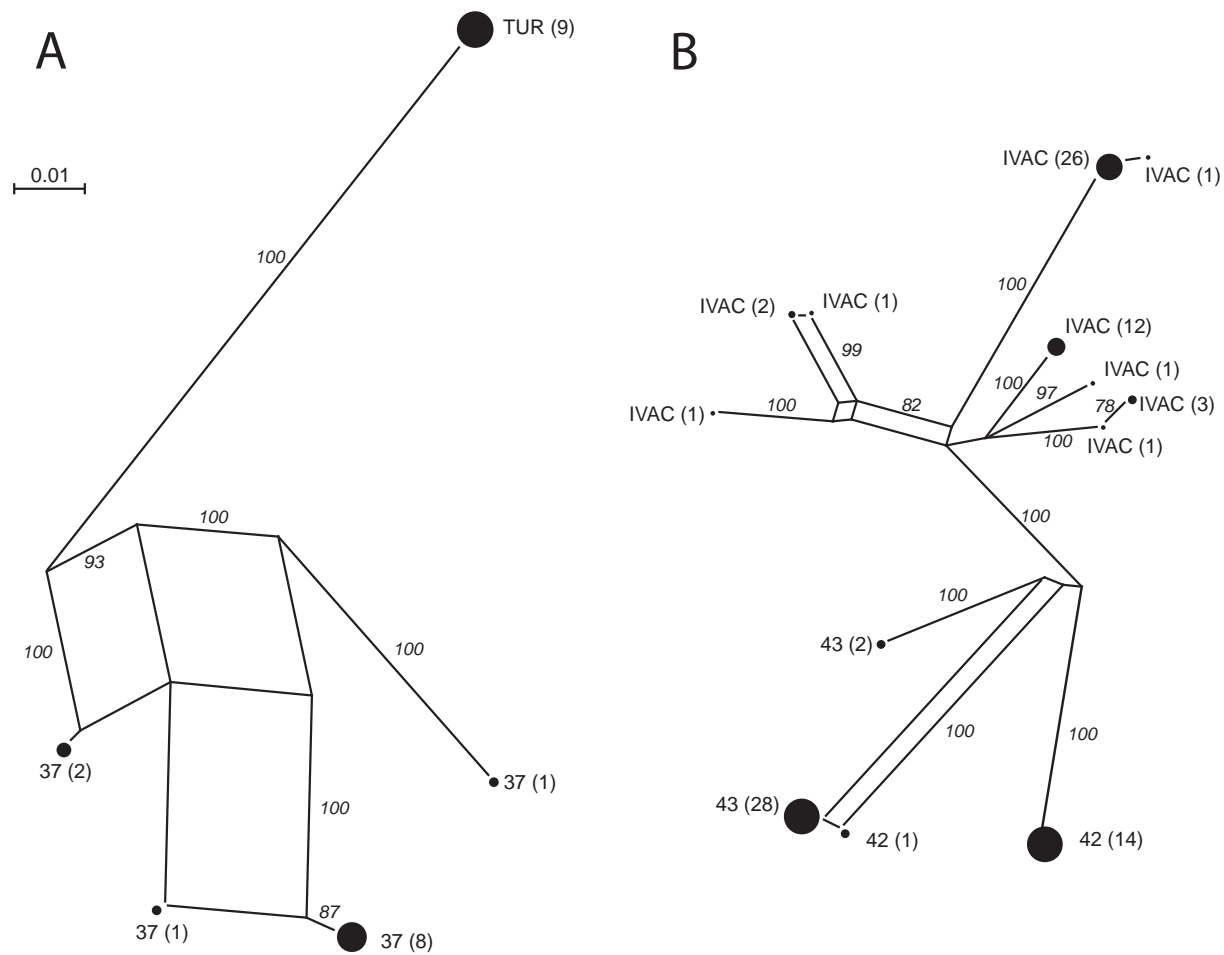 A
TUR (9)
0.01
100
100
93
100
100
37 (2)
37 (1)
100
87
37 (1)
37 (8)
B
IVAC (26)
IVAC (1)
100
IVAC (2)
IVAC (1)
99
IVAC (12)
100
97
IVAC (1)
78
IVAC (3)
IVAC (1)
100
82
100
IVAC (1)
100
100
43 (2)
100
100
43 (28)
42 (1)
42 (14)